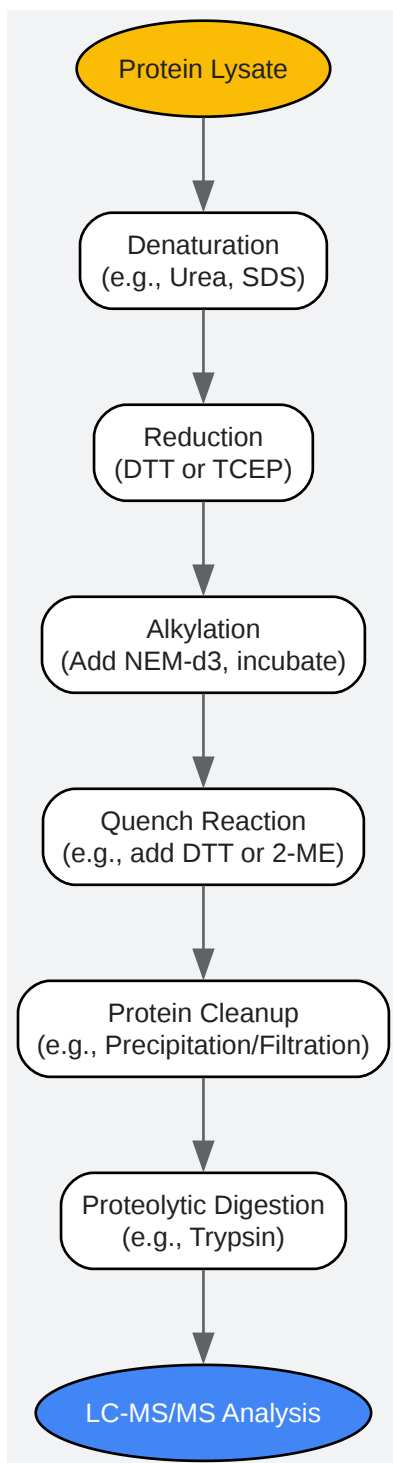 Protein Lysate
Denaturation
(e.g., Urea, SDS)
Reduction
(DTT or TCEP)
Alkylation
(Add NEM-d3, incubate)
Quench Reaction
(e.g., add DTT or 2-ME)
Protein Cleanup
(e.g., Precipitation/Filtration)
Proteolytic Digestion
(e.g., Trypsin)
LC-MS/MS Analysis